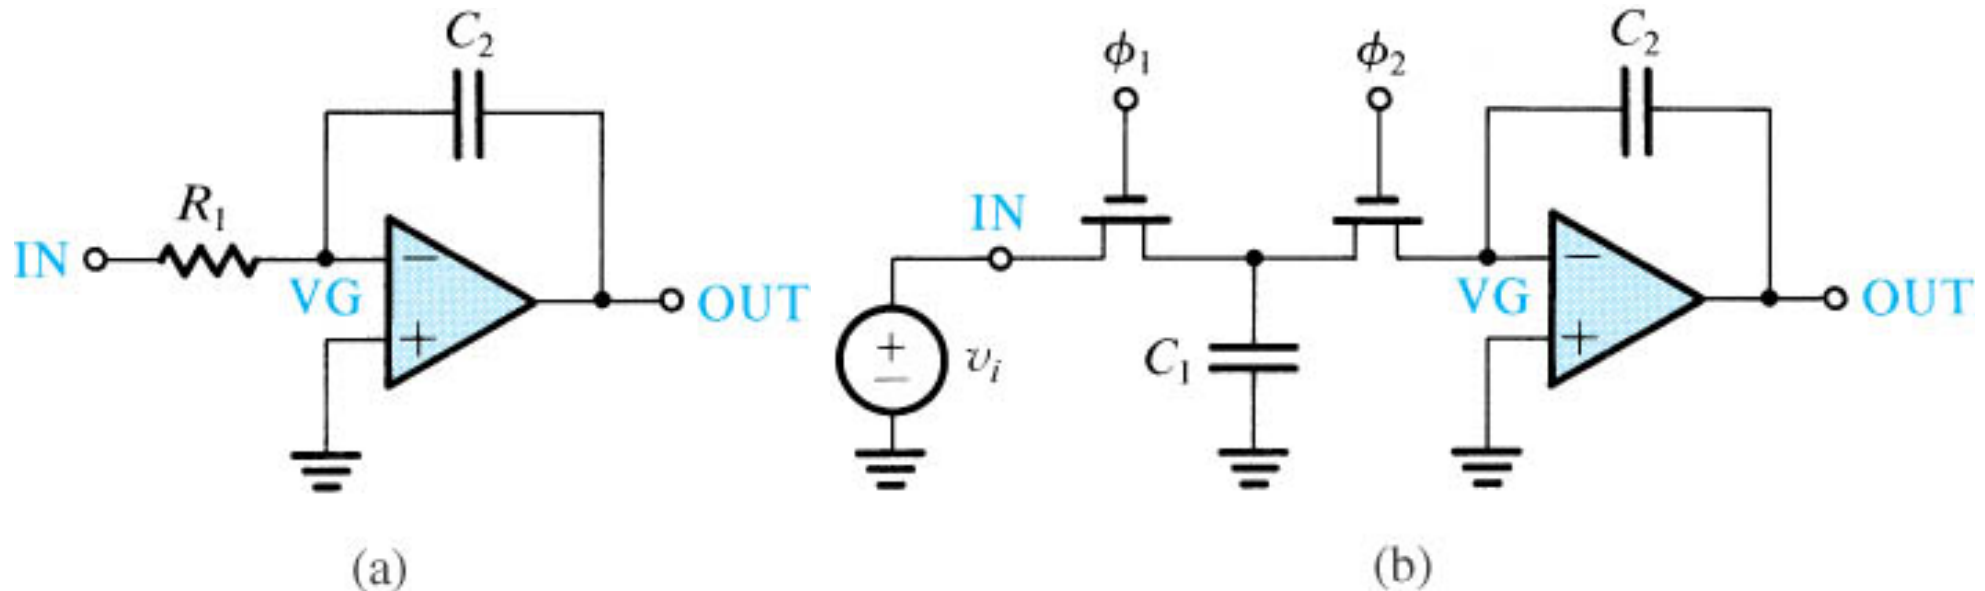 C₂
R₁
IN
VG
−
+
OUT
(a)
ϕ₁
ϕ₂
C₂
IN
+
−
vᵢ
C₁
VG
−
+
OUT
(b)